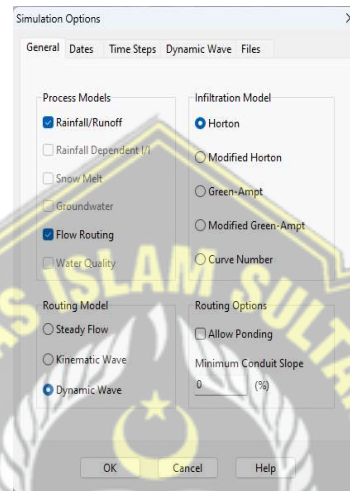 Simulation Options
General Dates Time Steps Dynamic Wave Files
Process Models
Rainfall/Runoff
Rainfall Dependent I/I
Snow Melt
Groundwater
Flow Routing
Water Quality
Infiltration Model
Horton
Modified Horton
Green-Ampt
Modified Green-Ampt
Curve Number
Routing Model
Steady Flow
Kinematic Wave
Dynamic Wave
Routing Options
Allow Ponding
Minimum Conduit Slope
0 (%)
OK Cancel Help
ISLAM